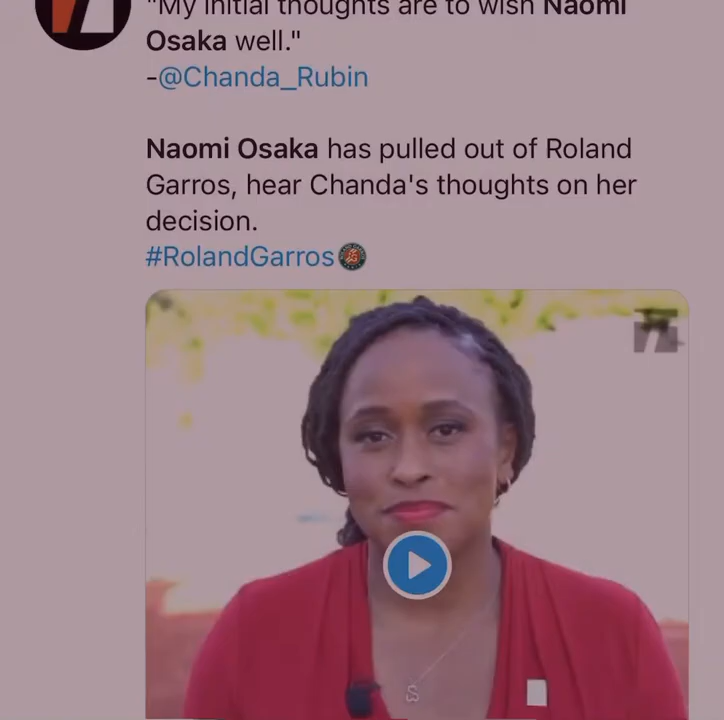 "My initial thoughts are to wish Naomi
Osaka well."
-@Chanda_Rubin
Naomi Osaka has pulled out of Roland
Garros, hear Chanda's thoughts on her
decision.
#RolandGarros